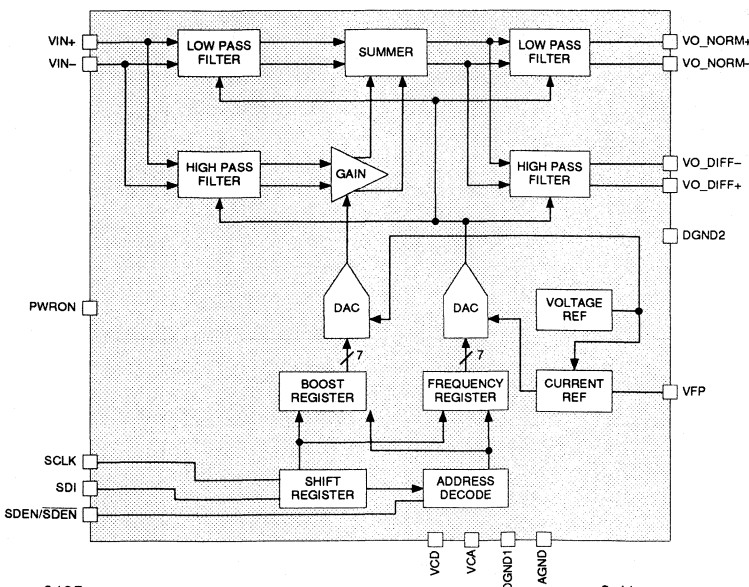 VIN+
VIN–
LOW PASS
FILTER
SUMMER
LOW PASS
FILTER
VO_NORM+
VO_NORM-
HIGH PASS
FILTER
GAIN
HIGH PASS
FILTER
VO_DIFF–
VO_DIFF+
DGND2
PWRON
DAC
DAC
VOLTAGE
REF
7
7
BOOST
REGISTER
FREQUENCY
REGISTER
CURRENT
REF
VFP
SCLK
SDI
SDEN/SDEN
SHIFT
REGISTER
ADDRESS
DECODE
VCD
VCA
DGND1
AGND